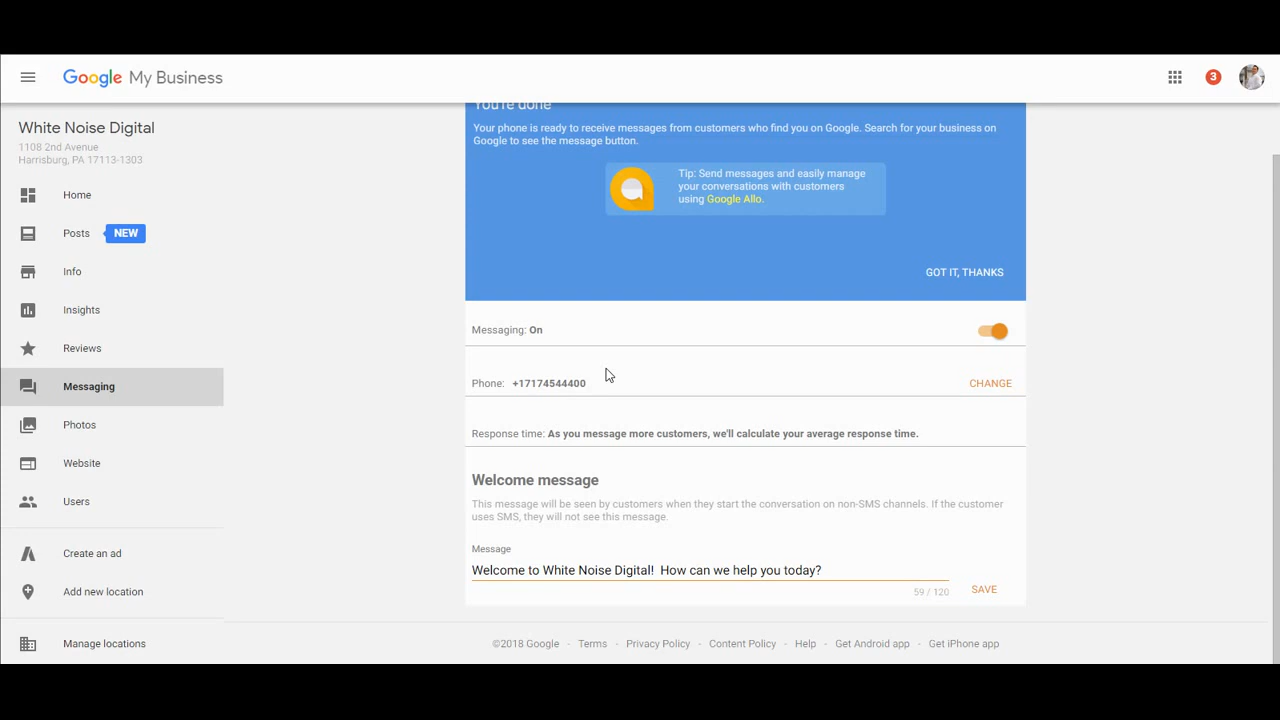 Google My Business
3
White Noise Digital
1108 2nd Avenue
Harrisburg, PA 17113-1303
Home
Posts
NEW
Info
Insights
Reviews
Messaging
Photos
Website
Users
Create an ad
Add new location
Manage locations
You're done
Your phone is ready to receive messages from customers who find you on Google. Search for your business on
Google to see the message button.
Tip: Send messages and easily manage
your conversations with customers
using Google Allo.
GOT IT, THANKS
Messaging: On
Phone: +17174544400
CHANGE
Response time: As you message more customers, we'll calculate your average response time.
Welcome message
This message will be seen by customers when they start the conversation on non-SMS channels. If the customer
uses SMS, they will not see this message.
Message
Welcome to White Noise Digital!  How can we help you today?
59 / 120
SAVE
©2018 Google - Terms - Privacy Policy - Content Policy - Help - Get Android app - Get iPhone app